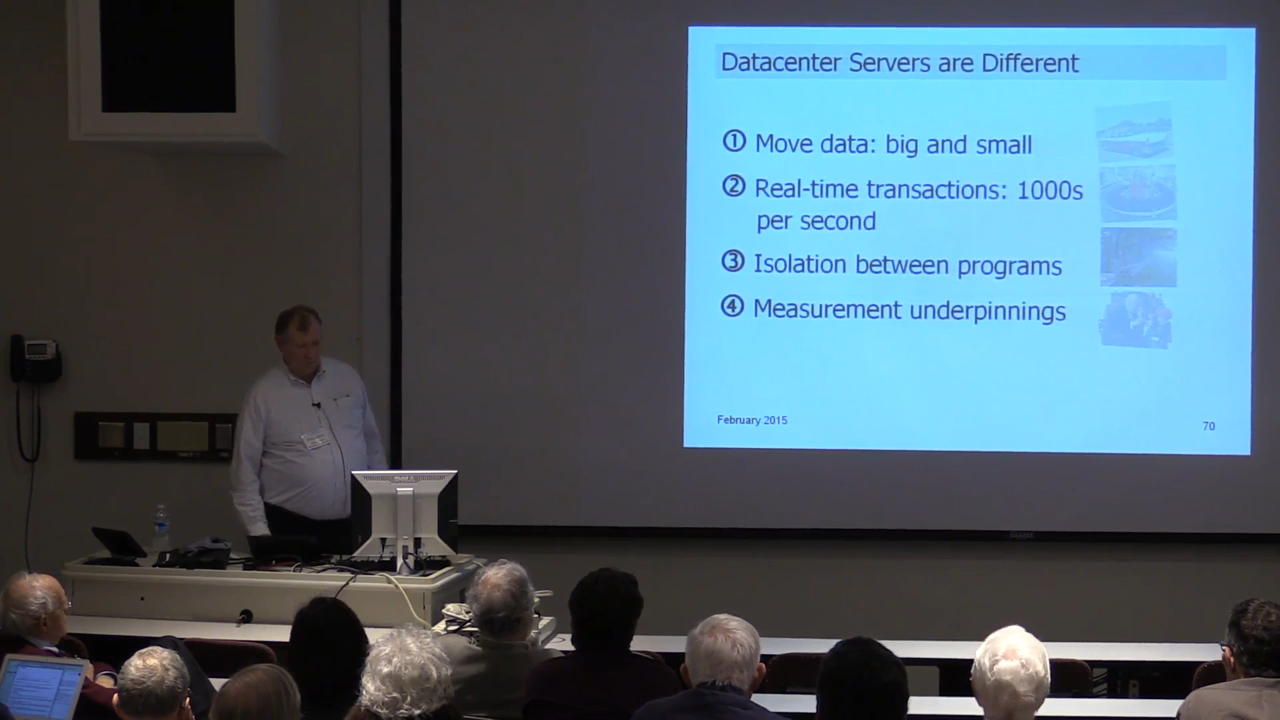 Datacenter Servers are Different
① Move data: big and small
② Real-time transactions: 1000s
per second
③ Isolation between programs
④ Measurement underpinnings
February 2015
70